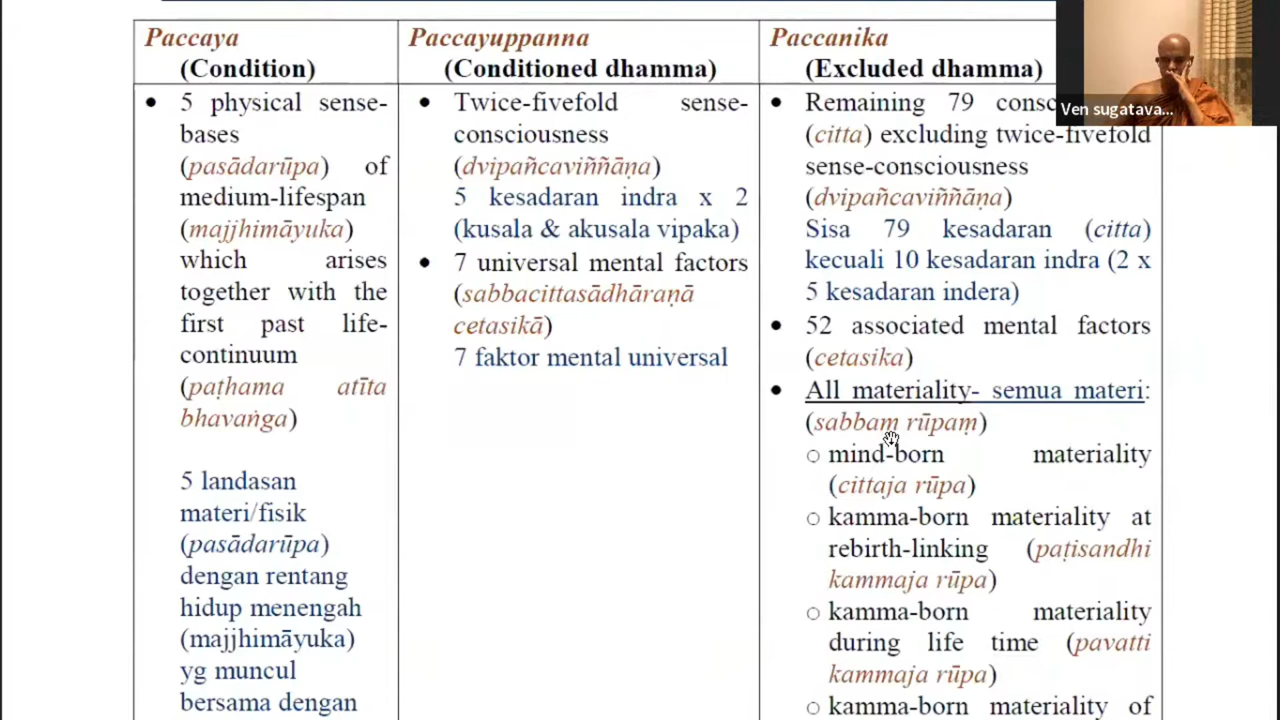 Paccaya
(Condition)
Paccayuppanna
(Conditioned dhamma)
Paccanika
(Excluded dhamma)
• 5 physical sense-
bases
(pasādarūpa) of
medium-lifespan
(majjhimāyuka)
which arises
together with the
first past life-
continuum
(paṭhama atīta
bhavaṅga)
5 landasan
materi/fisik
(pasādarūpa)
dengan rentang
hidup menengah
(majjhimāyuka)
yg muncul
bersama dengan
• Twice-fivefold sense-
consciousness
(dvipañcaviññāṇa)
5 kesadaran indra x 2
(kusala & akusala vipaka)
• 7 universal mental factors
(sabbacittasādhāraṇā
cetasikā)
7 faktor mental universal
• Remaining 79
(citta) excluding twice-fivefold
sense-consciousness
(dvipañcaviññāṇa)
Sisa 79 kesadaran (citta)
kecuali 10 kesadaran indra (2 x
5 kesadaran indera)
• 52 associated mental factors
(cetasika)
• All materiality- semua materi:
(sabbaṃ rūpaṃ)
○ mind-born materiality
(cittaja rūpa)
○ kamma-born materiality at
rebirth-linking (paṭisandhi
kammaja rūpa)
○ kamma-born materiality
during life time (pavatti
kammaja rūpa)
○ kamma-born materiality of
Ven sugatava...